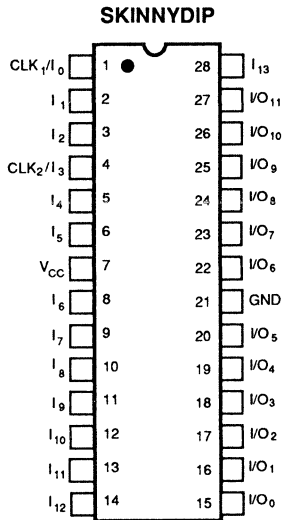 SKINNYDIP
CLK₁/I₀ 1 28 I₁₃
I₁ 2 27 I/O₁₁
I₂ 3 26 I/O₁₀
CLK₂/I₃ 4 25 I/O₉
I₄ 5 24 I/O₈
I₅ 6 23 I/O₇
V_CC 7 22 I/O₆
I₆ 8 21 GND
I₇ 9 20 I/O₅
I₈ 10 19 I/O₄
I₉ 11 18 I/O₃
I₁₀ 12 17 I/O₂
I₁₁ 13 16 I/O₁
I₁₂ 14 15 I/O₀